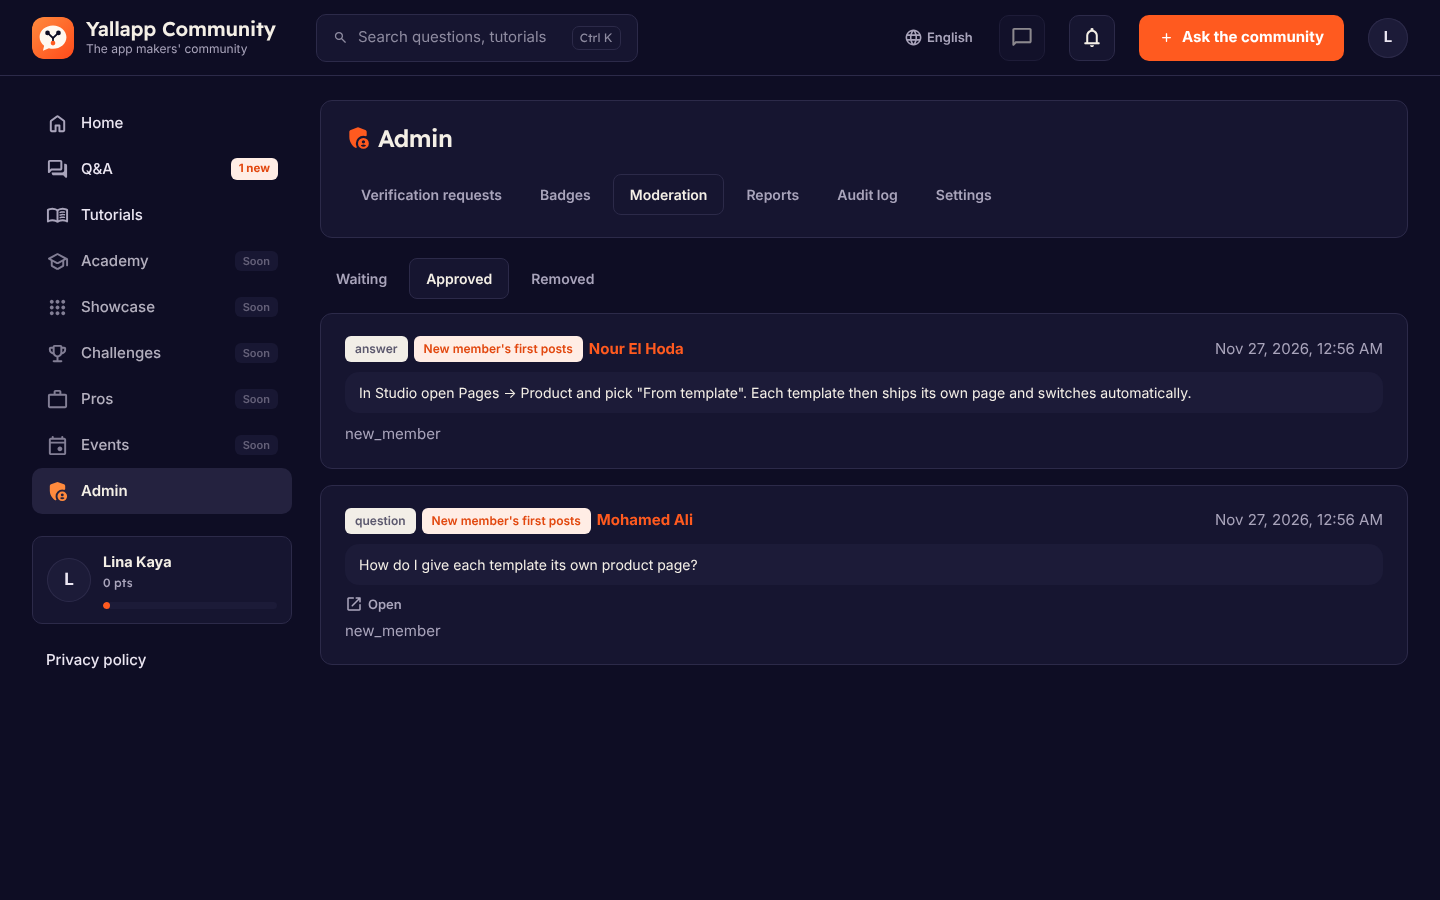 Yallapp Community
The app makers' community
Search questions, tutorials
Ctrl K
English
+ Ask the community
L
Home
Q&A
1 new
Tutorials
Academy
Soon
Showcase
Soon
Challenges
Soon
Pros
Soon
Events
Soon
Admin
L
Lina Kaya
0 pts
Privacy policy
Admin
Verification requests
Badges
Moderation
Reports
Audit log
Settings
Waiting
Approved
Removed
answer
New member's first posts
Nour El Hoda
Nov 27, 2026, 12:56 AM
In Studio open Pages → Product and pick "From template". Each template then ships its own page and switches automatically.
new_member
question
New member's first posts
Mohamed Ali
Nov 27, 2026, 12:56 AM
How do I give each template its own product page?
Open
new_member